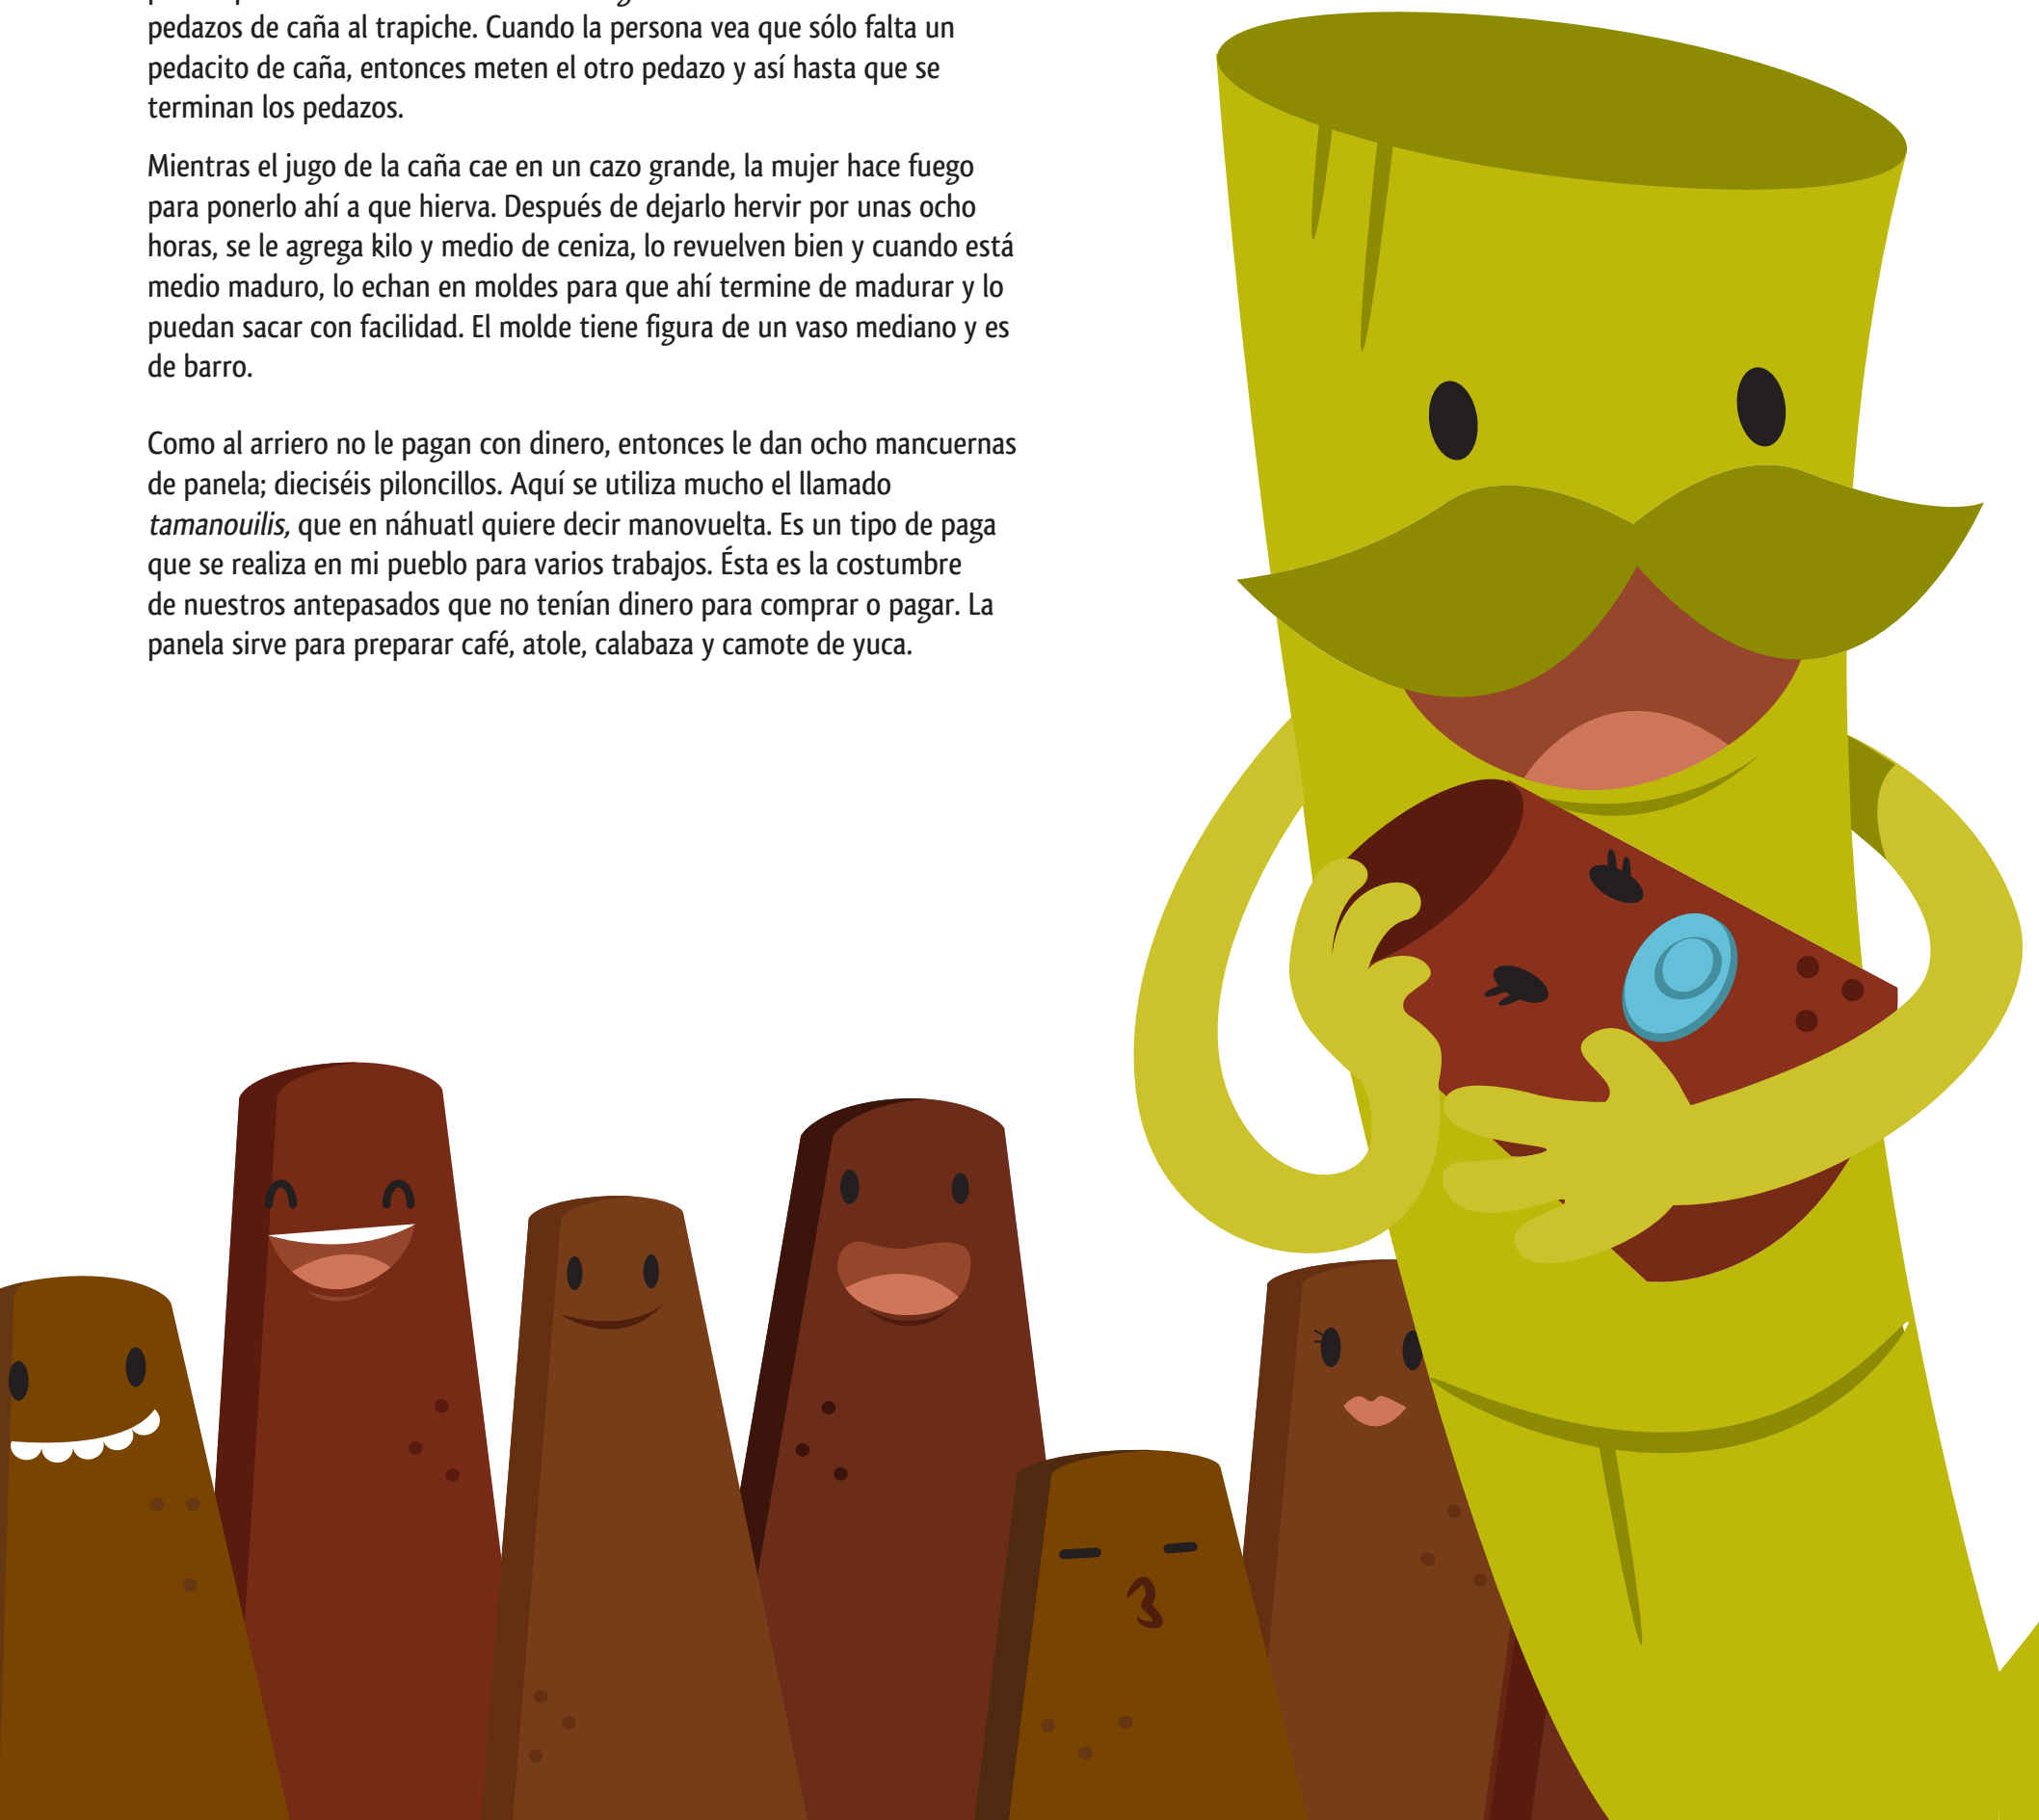 pedazos de caña al trapiche. Cuando la persona vea que sólo falta un
pedacito de caña, entonces meten el otro pedazo y así hasta que se
terminan los pedazos.
Mientras el jugo de la caña cae en un cazo grande, la mujer hace fuego
para ponerlo ahí a que hierva. Después de dejarlo hervir por unas ocho
horas, se le agrega kilo y medio de ceniza, lo revuelven bien y cuando está
medio maduro, lo echan en moldes para que ahí termine de madurar y lo
puedan sacar con facilidad. El molde tiene figura de un vaso mediano y es
de barro.
Como al arriero no le pagan con dinero, entonces le dan ocho mancuernas
de panela; dieciséis piloncillos. Aquí se utiliza mucho el llamado
tamanouilis, que en náhuatl quiere decir manovuelta. Es un tipo de paga
que se realiza en mi pueblo para varios trabajos. Ésta es la costumbre
de nuestros antepasados que no tenían dinero para comprar o pagar. La
panela sirve para preparar café, atole, calabaza y camote de yuca.